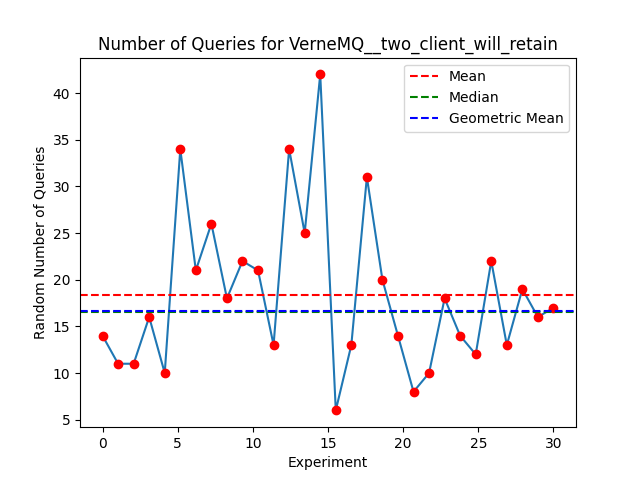 Number of Queries for VerneMQ__two_client_will_retain
Mean
Median
Geometric Mean
Random Number of Queries
40
35
30
25
20
15
10
5
0 5 10 15 20 25 30
Experiment